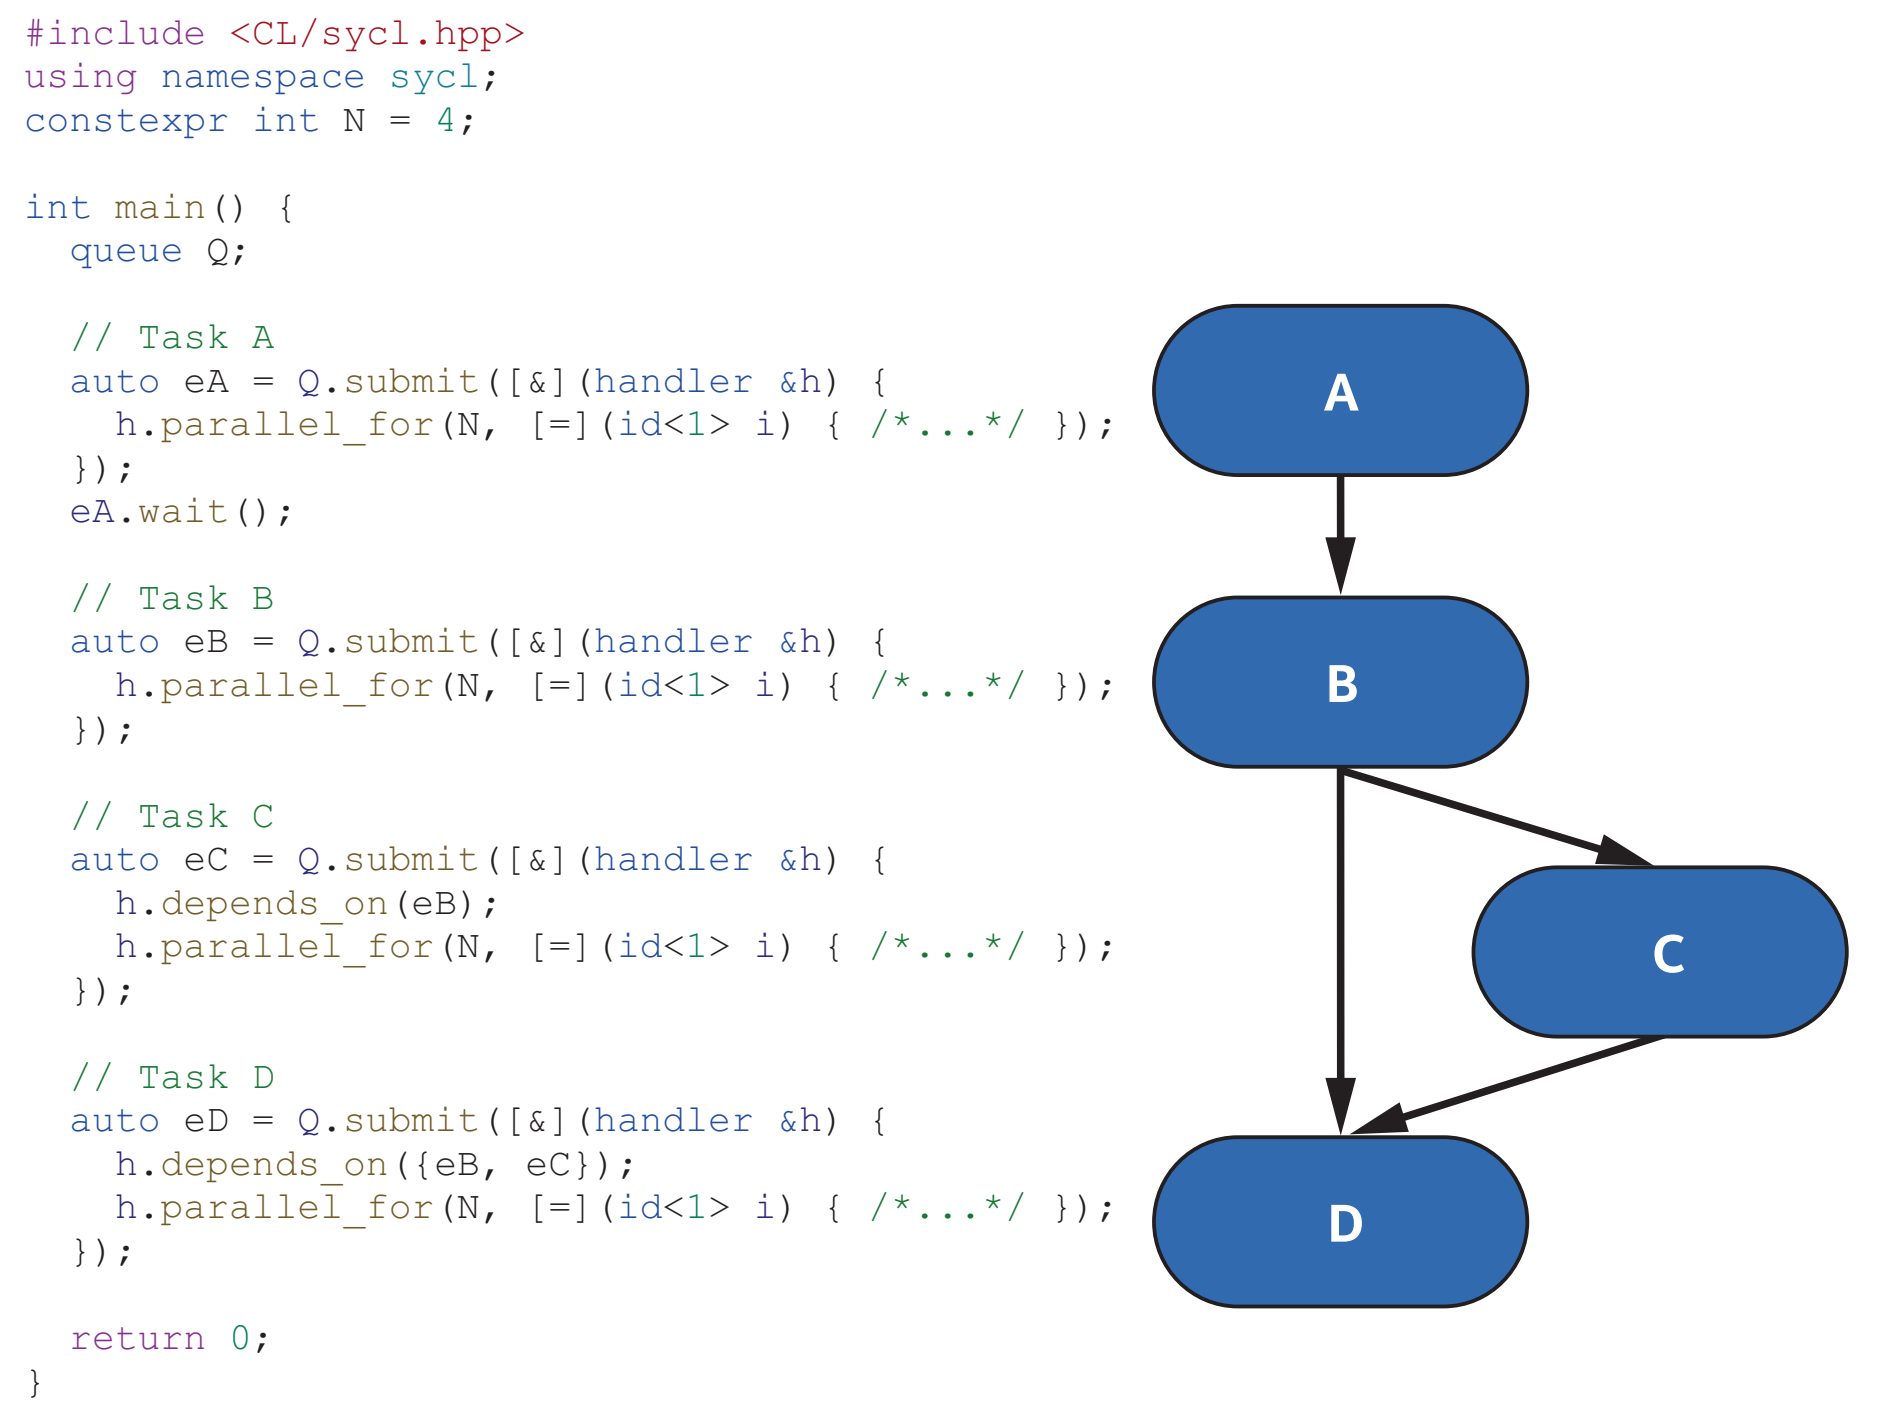 #include <CL/sycl.hpp>
using namespace sycl;
constexpr int N = 4;
int main() {
  queue Q;
  // Task A
  auto eA = Q.submit([&](handler &h) {
    h.parallel_for(N, [=](id<1> i) { /*...*/ });
  });
  eA.wait();
  // Task B
  auto eB = Q.submit([&](handler &h) {
    h.parallel_for(N, [=](id<1> i) { /*...*/ });
  });
  // Task C
  auto eC = Q.submit([&](handler &h) {
    h.depends_on(eB);
    h.parallel_for(N, [=](id<1> i) { /*...*/ });
  });
  // Task D
  auto eD = Q.submit([&](handler &h) {
    h.depends_on({eB, eC});
    h.parallel_for(N, [=](id<1> i) { /*...*/ });
  });
  return 0;
}
A
B
C
D